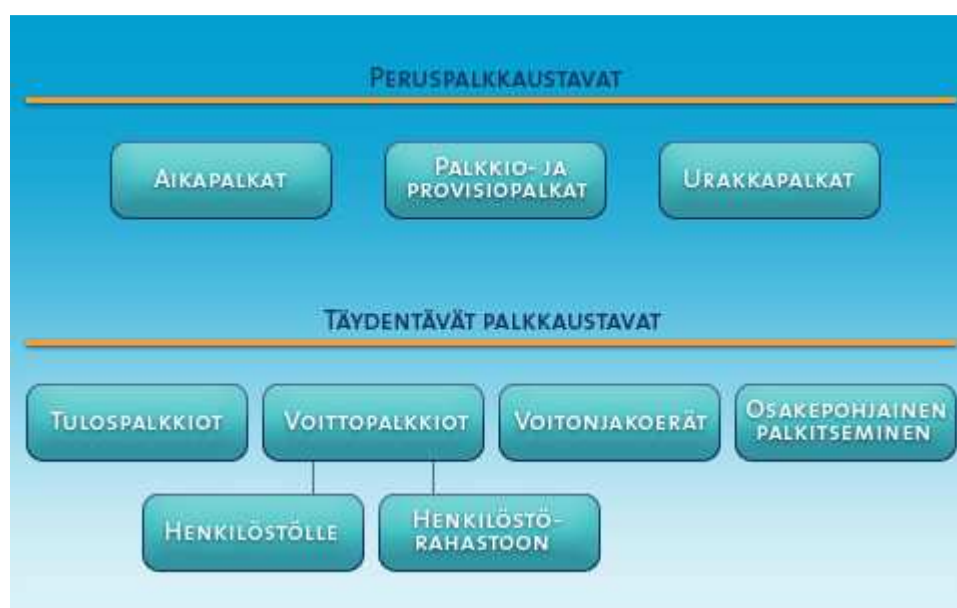 Peruspalkkaustavat
Aikapalkat
Palkkio- ja
provisiopalkat
Urakkapalkat
Täydentävät palkkaustavat
Tulospalkkiot
Voittopalkkiot
Voitonjakoerät
Osakepohjainen
palkitseminen
Henkilöstölle
Henkilöstö-
rahastoon